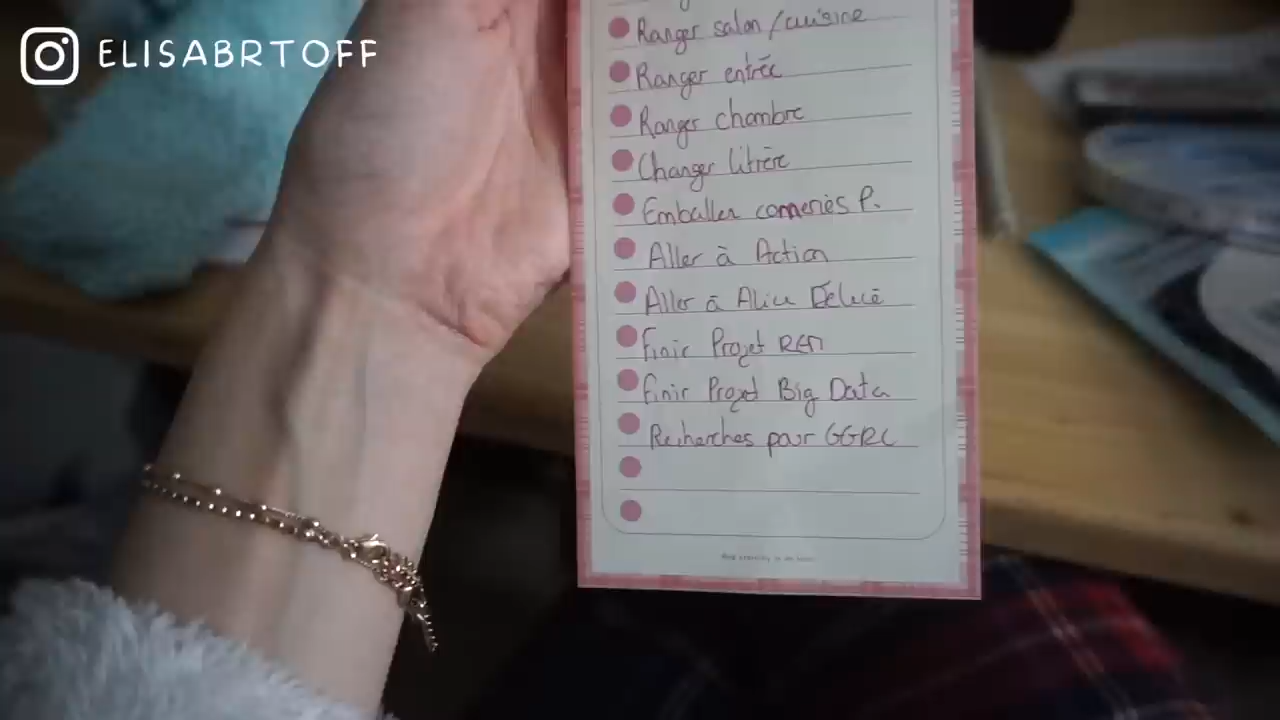 ELISABRTOFF
Ranger salon/cuisine
Ranger entrée
Ranger chambre
Changer litière
Emballer conneries P.
Aller à Action
Aller à Alice Délice
Finir Projet REM
Finir Projet Big Data
Recherches pour GGRC